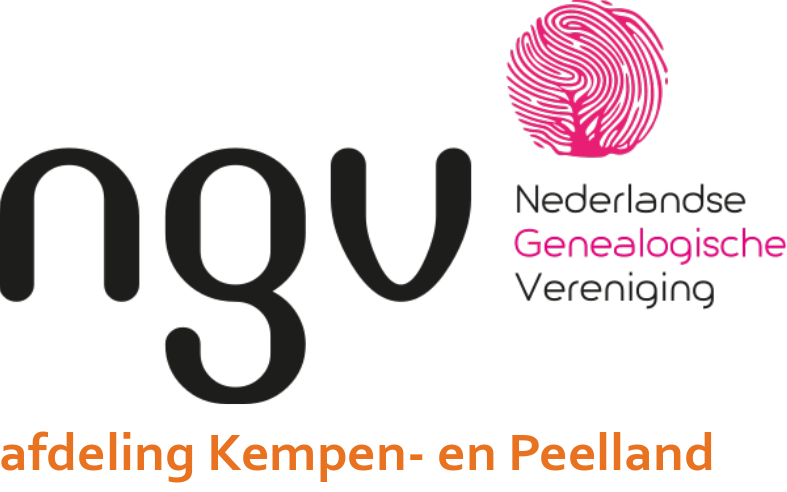 ngv
Nederlandse
Genealogische
Vereniging
afdeling Kempen- en Peelland